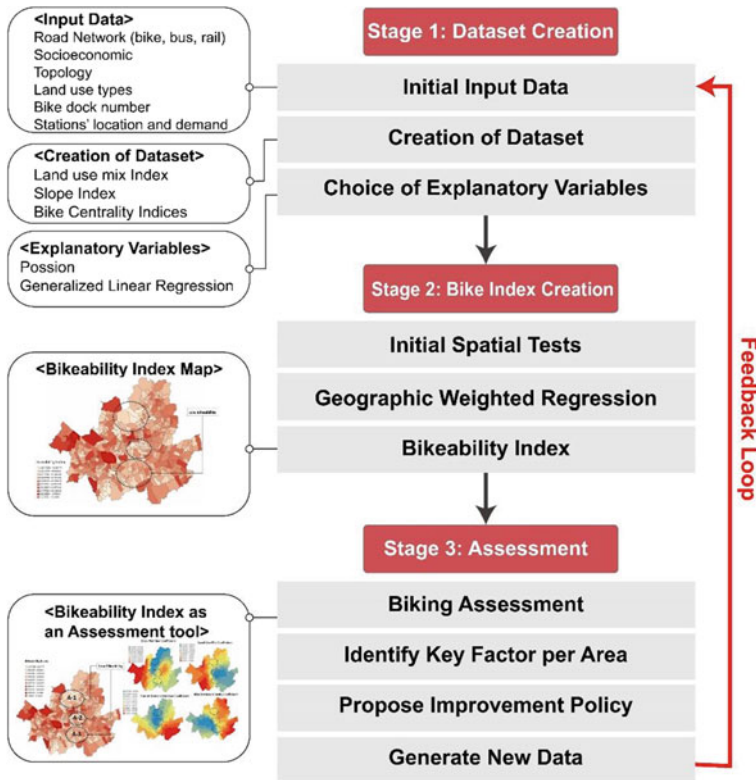 <Input Data>
Road Network (bike, bus, rail)
Socioeconomic
Topology
Land use types
Bike dock number
Stations' location and demand
<Creation of Dataset>
Land use mix Index
Slope Index
Bike Centrality Indices
<Explanatory Variables>
Possion
Generalized Linear Regression
Stage 1: Dataset Creation
Initial Input Data
Creation of Dataset
Choice of Explanatory Variables
Stage 2: Bike Index Creation
Initial Spatial Tests
Geographic Weighted Regression
Bikeability Index
<Bikeability Index Map>
Stage 3: Assessment
Biking Assessment
Identify Key Factor per Area
Propose Improvement Policy
Generate New Data
<Bikeability Index as
an Assessment tool>
A-1
A-2
Feedback Loop